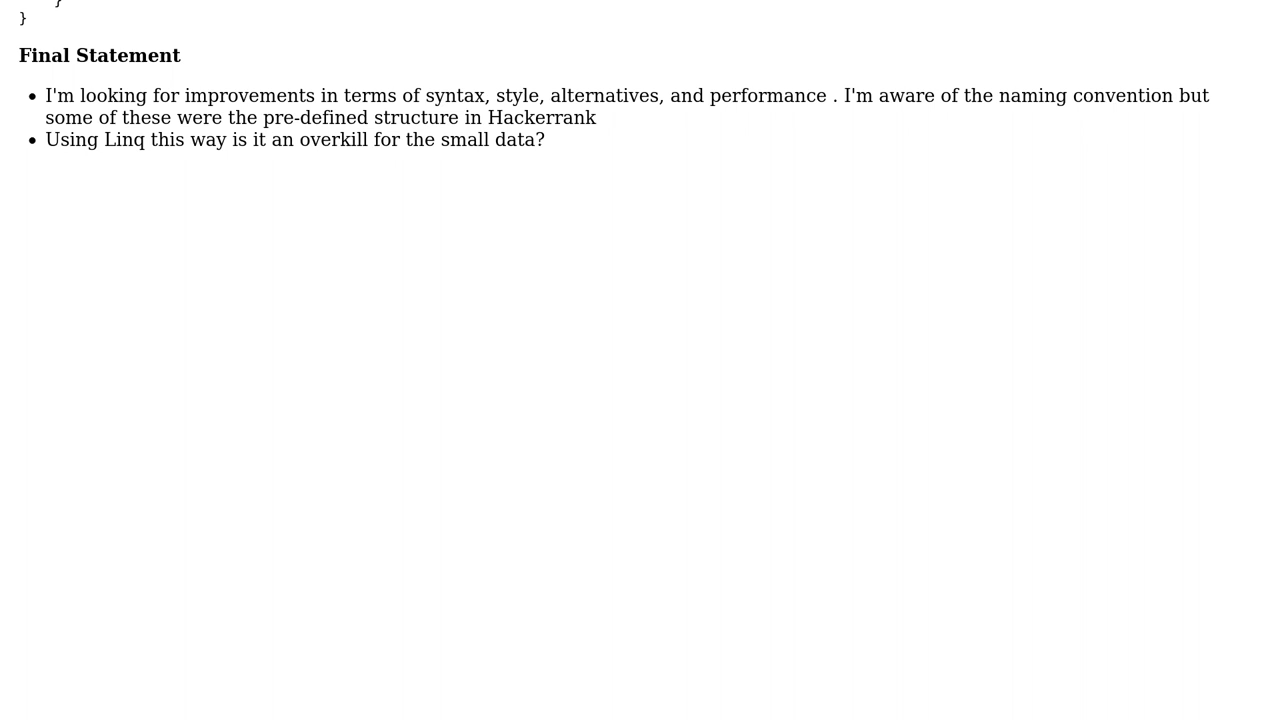 }
}
Final Statement
• I'm looking for improvements in terms of syntax, style, alternatives, and performance . I'm aware of the naming convention but
some of these were the pre-defined structure in Hackerrank
• Using Linq this way is it an overkill for the small data?